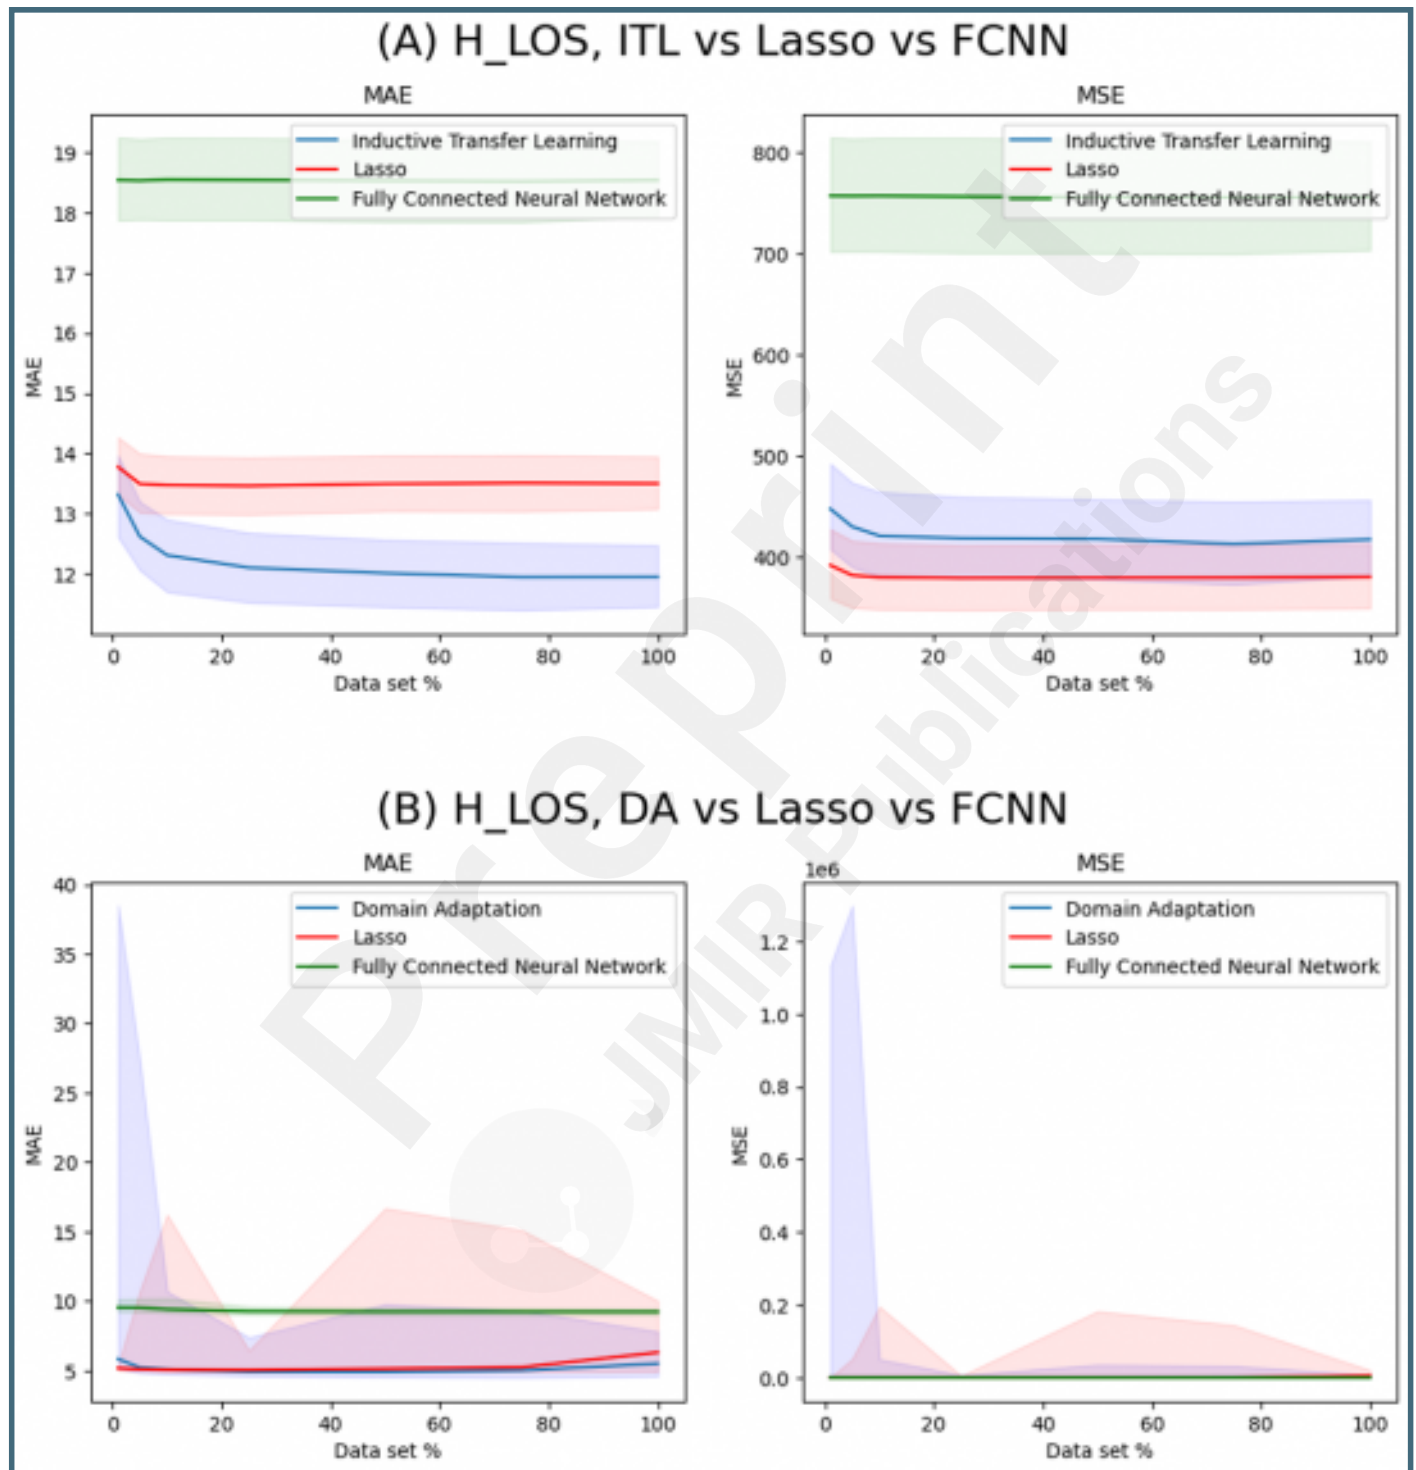 (A) H_LOS, ITL vs Lasso vs FCNN
MAE
Inductive Transfer Learning
Lasso
Fully Connected Neural Network
19
18
17
16
15
14
13
12
MAE
0 20 40 60 80 100
Data set %
MSE
Inductive Transfer Learning
Lasso
Fully Connected Neural Network
800
700
600
500
400
MSE
0 20 40 60 80 100
Data set %
(B) H_LOS, DA vs Lasso vs FCNN
MAE
Domain Adaptation
Lasso
Fully Connected Neural Network
40
35
30
25
20
15
10
5
MAE
0 20 40 60 80 100
Data set %
1e6
MSE
Domain Adaptation
Lasso
Fully Connected Neural Network
1.2
1.0
0.8
0.6
0.4
0.2
0.0
MSE
0 20 40 60 80 100
Data set %
Preprint
JMIR Publications